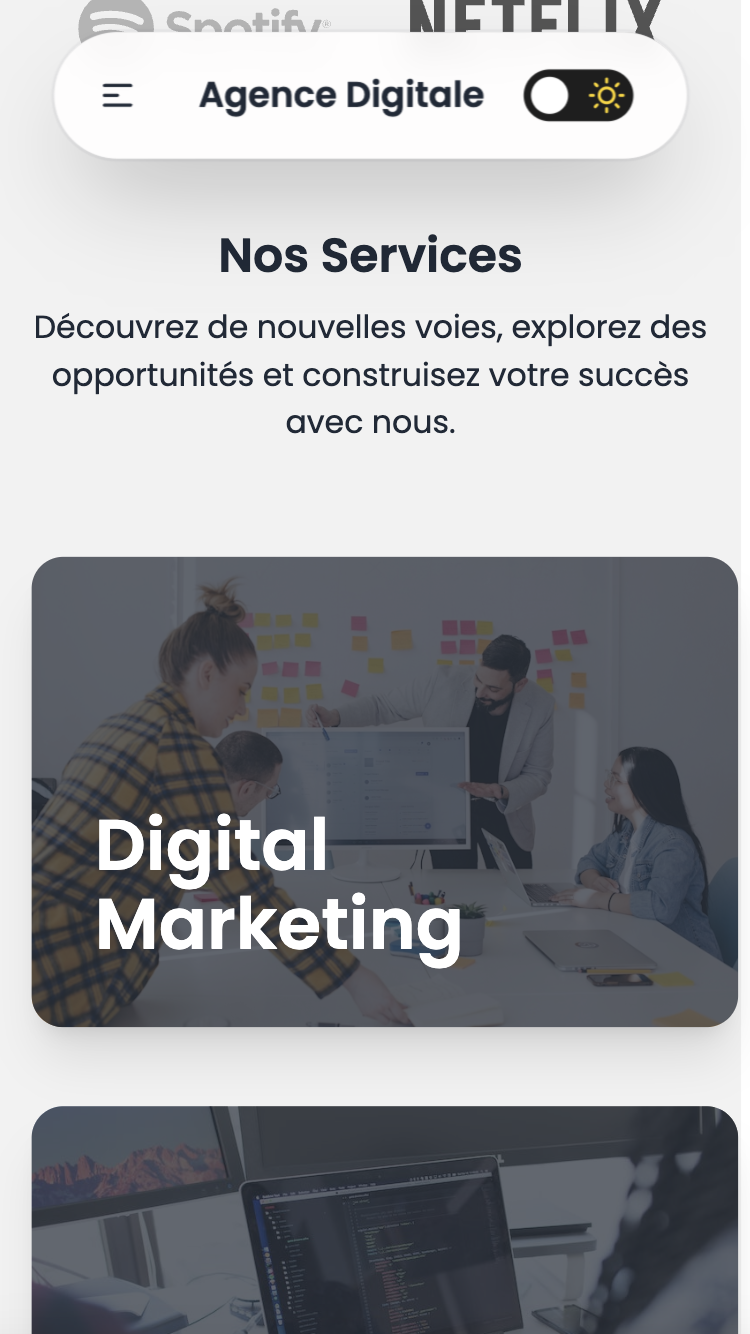 Spotify
NETFLIX
Agence Digitale
Nos Services
Découvrez de nouvelles voies, explorez des
opportunités et construisez votre succès
avec nous.
Digital
Marketing